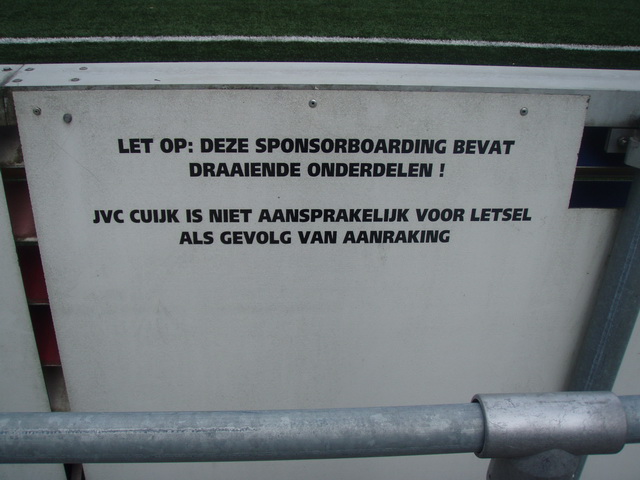 LET OP: DEZE SPONSORBOARDING BEVAT
DRAAIENDE ONDERDELEN !
JVC CUIJK IS NIET AANSPRAKELIJK VOOR LETSEL
ALS GEVOLG VAN AANRAKING